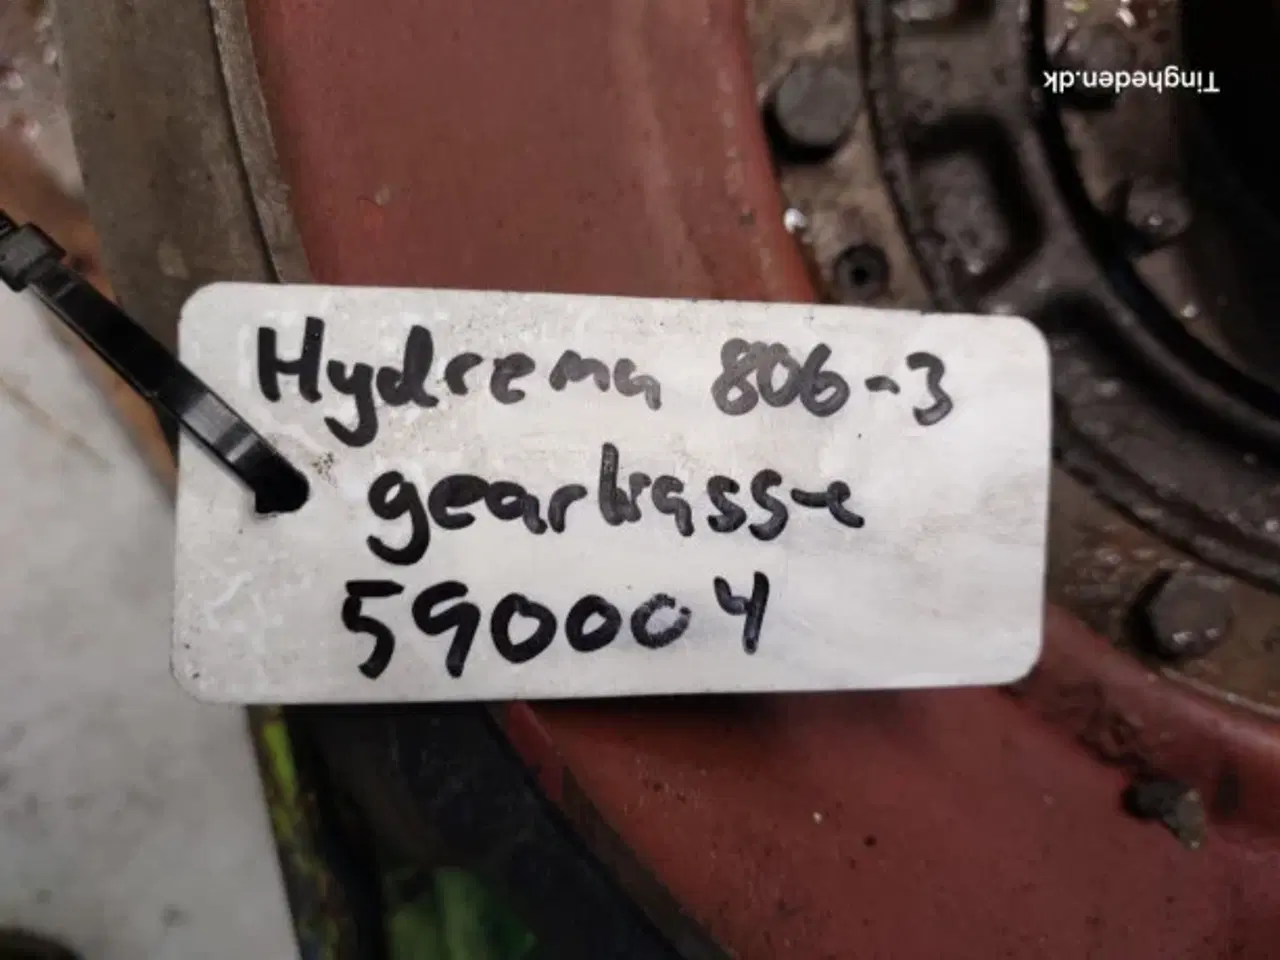 Tingheden.dk
Hydrema 806-3
gearkasse
590004